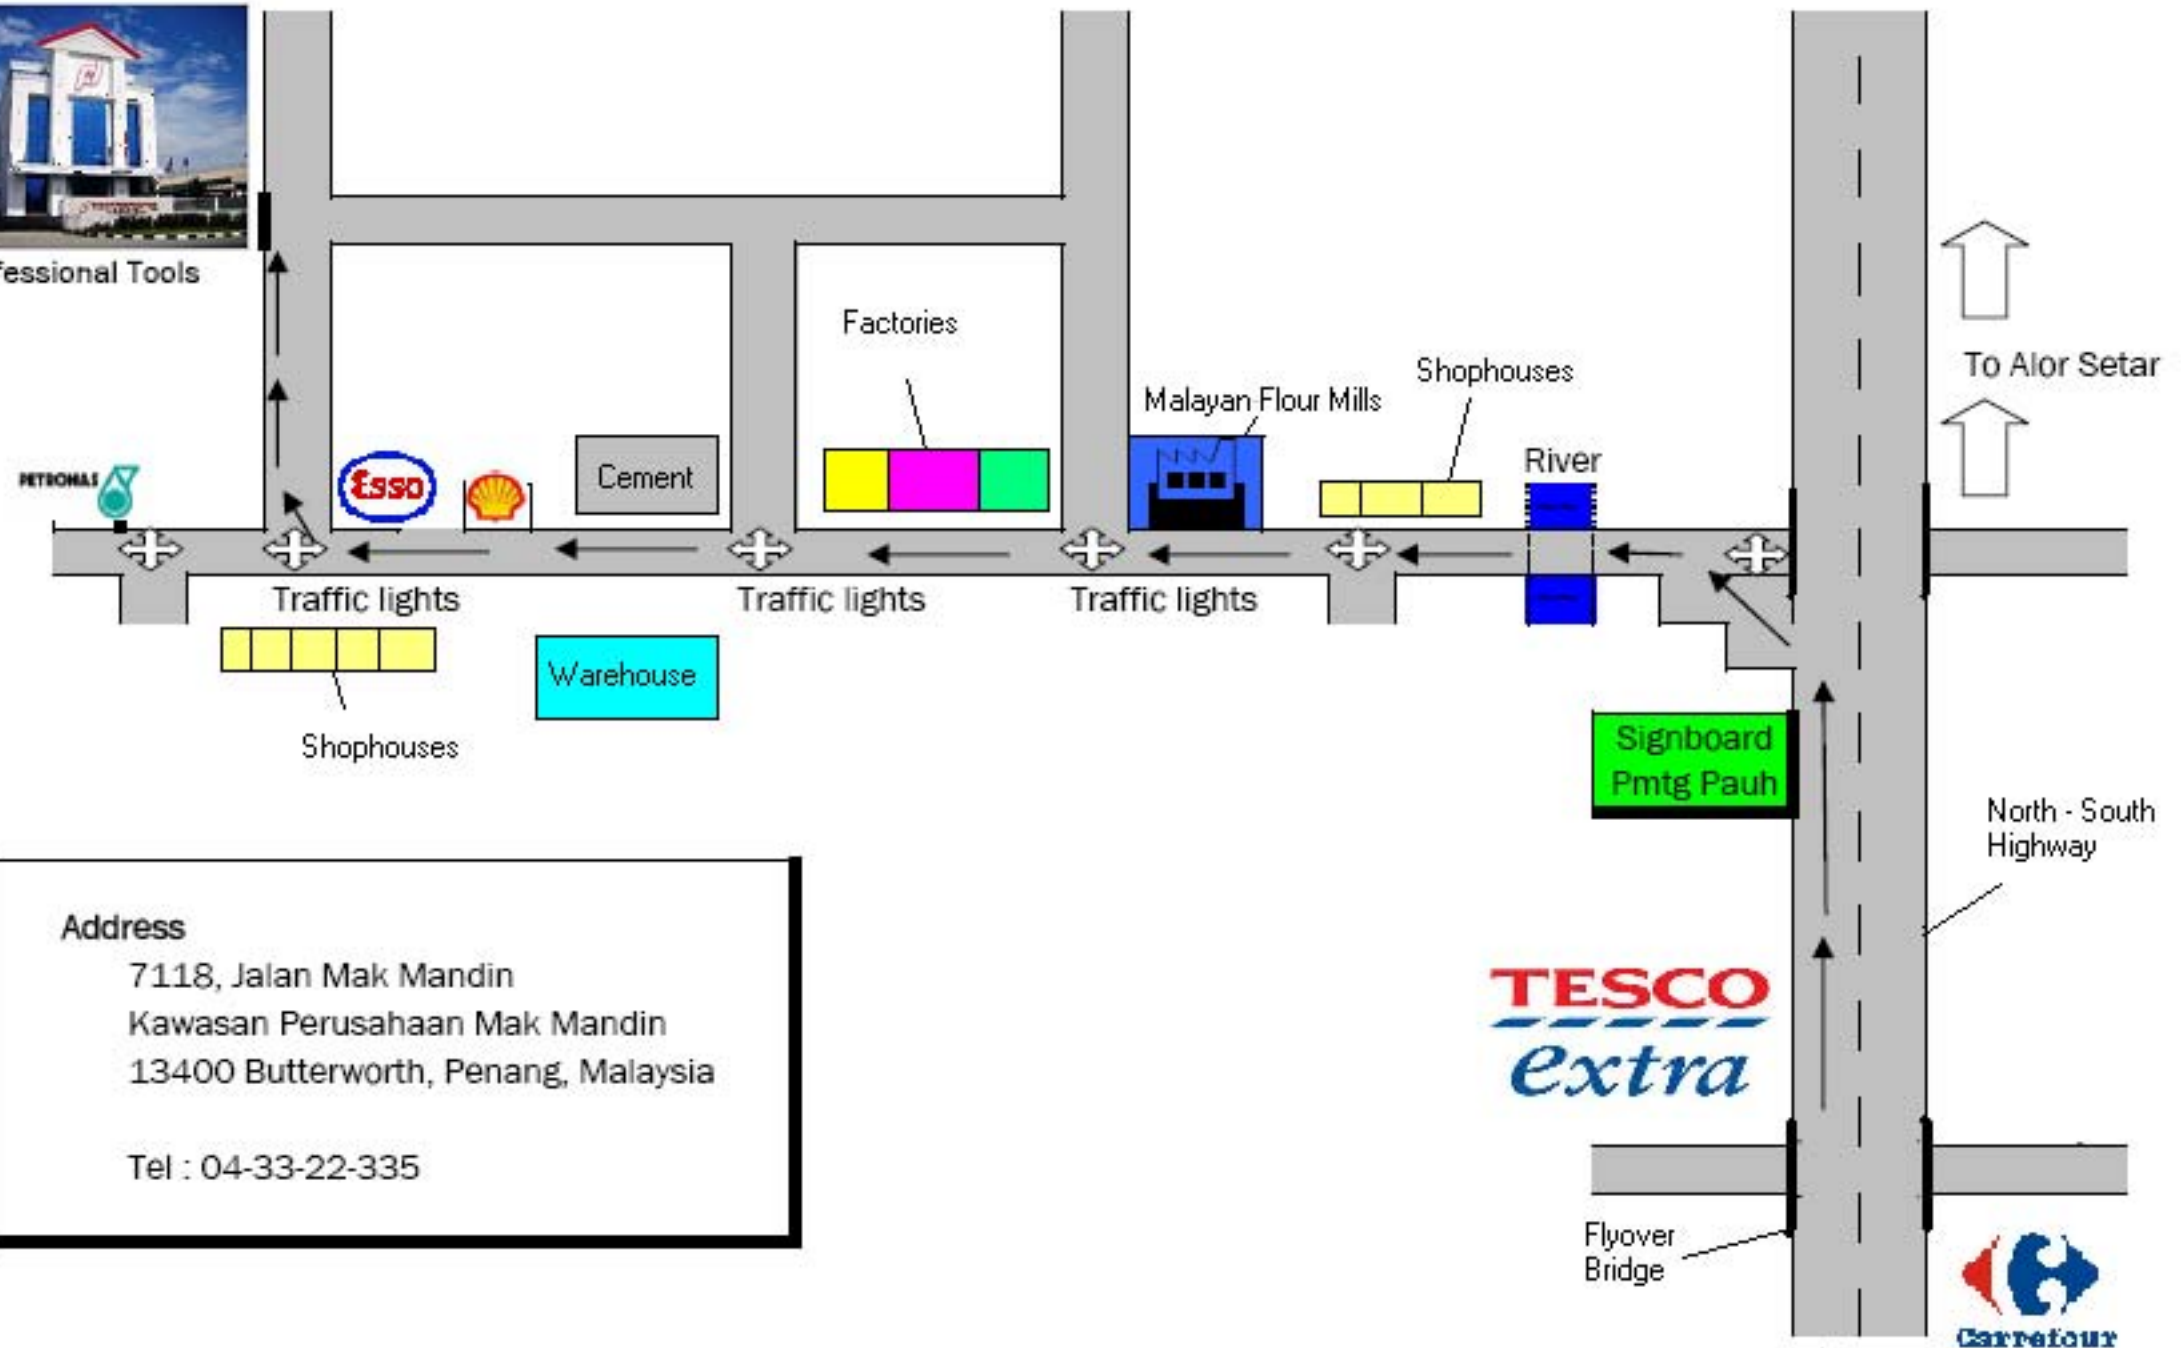 fessional Tools
Factories
Shophouses
Malayan Flour Mills
To Alor Setar
River
PETRONAS
Esso
Cement
Traffic lights
Traffic lights
Traffic lights
Warehouse
Shophouses
Signboard
Pmtg Pauh
North - South
Highway
Address
7118, Jalan Mak Mandin
Kawasan Perusahaan Mak Mandin
13400 Butterworth, Penang, Malaysia
Tel : 04-33-22-335
TESCO
extra
Flyover
Bridge
Carrefour